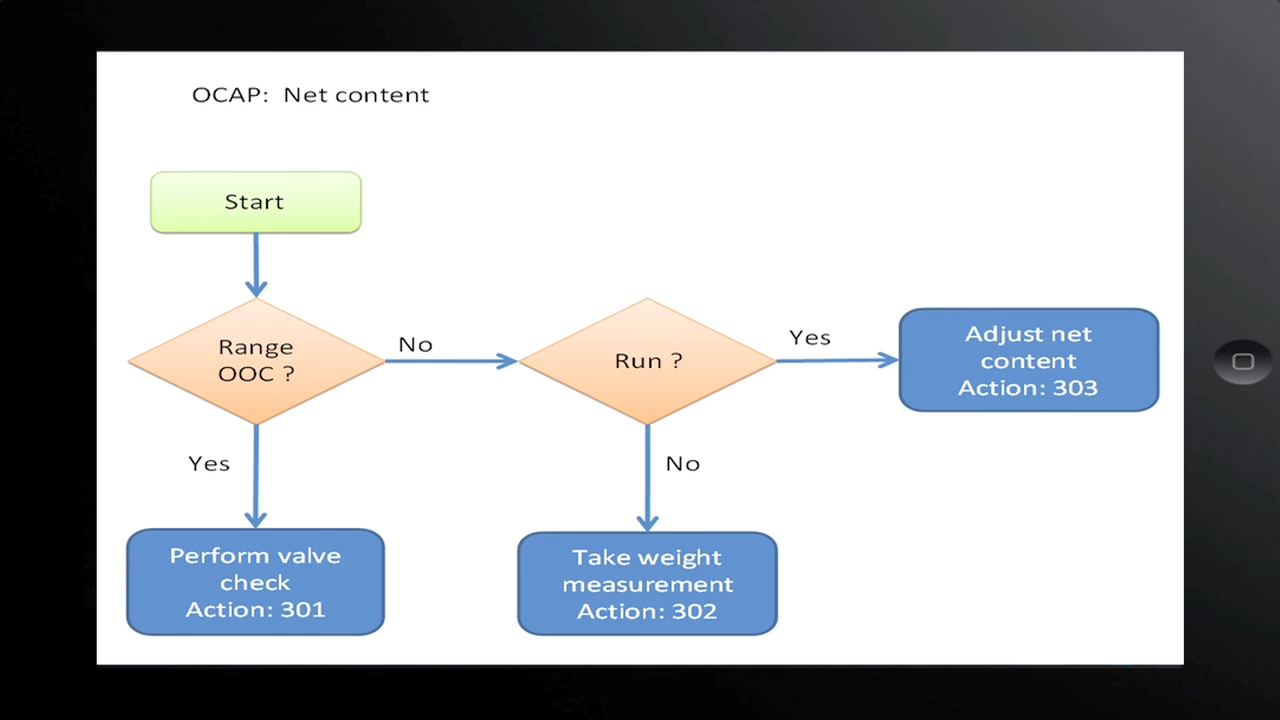 OCAP: Net content
Start
Range
OOC ?
No
Run ?
Yes
Adjust net
content
Action: 303
Yes
No
Perform valve
check
Action: 301
Take weight
measurement
Action: 302